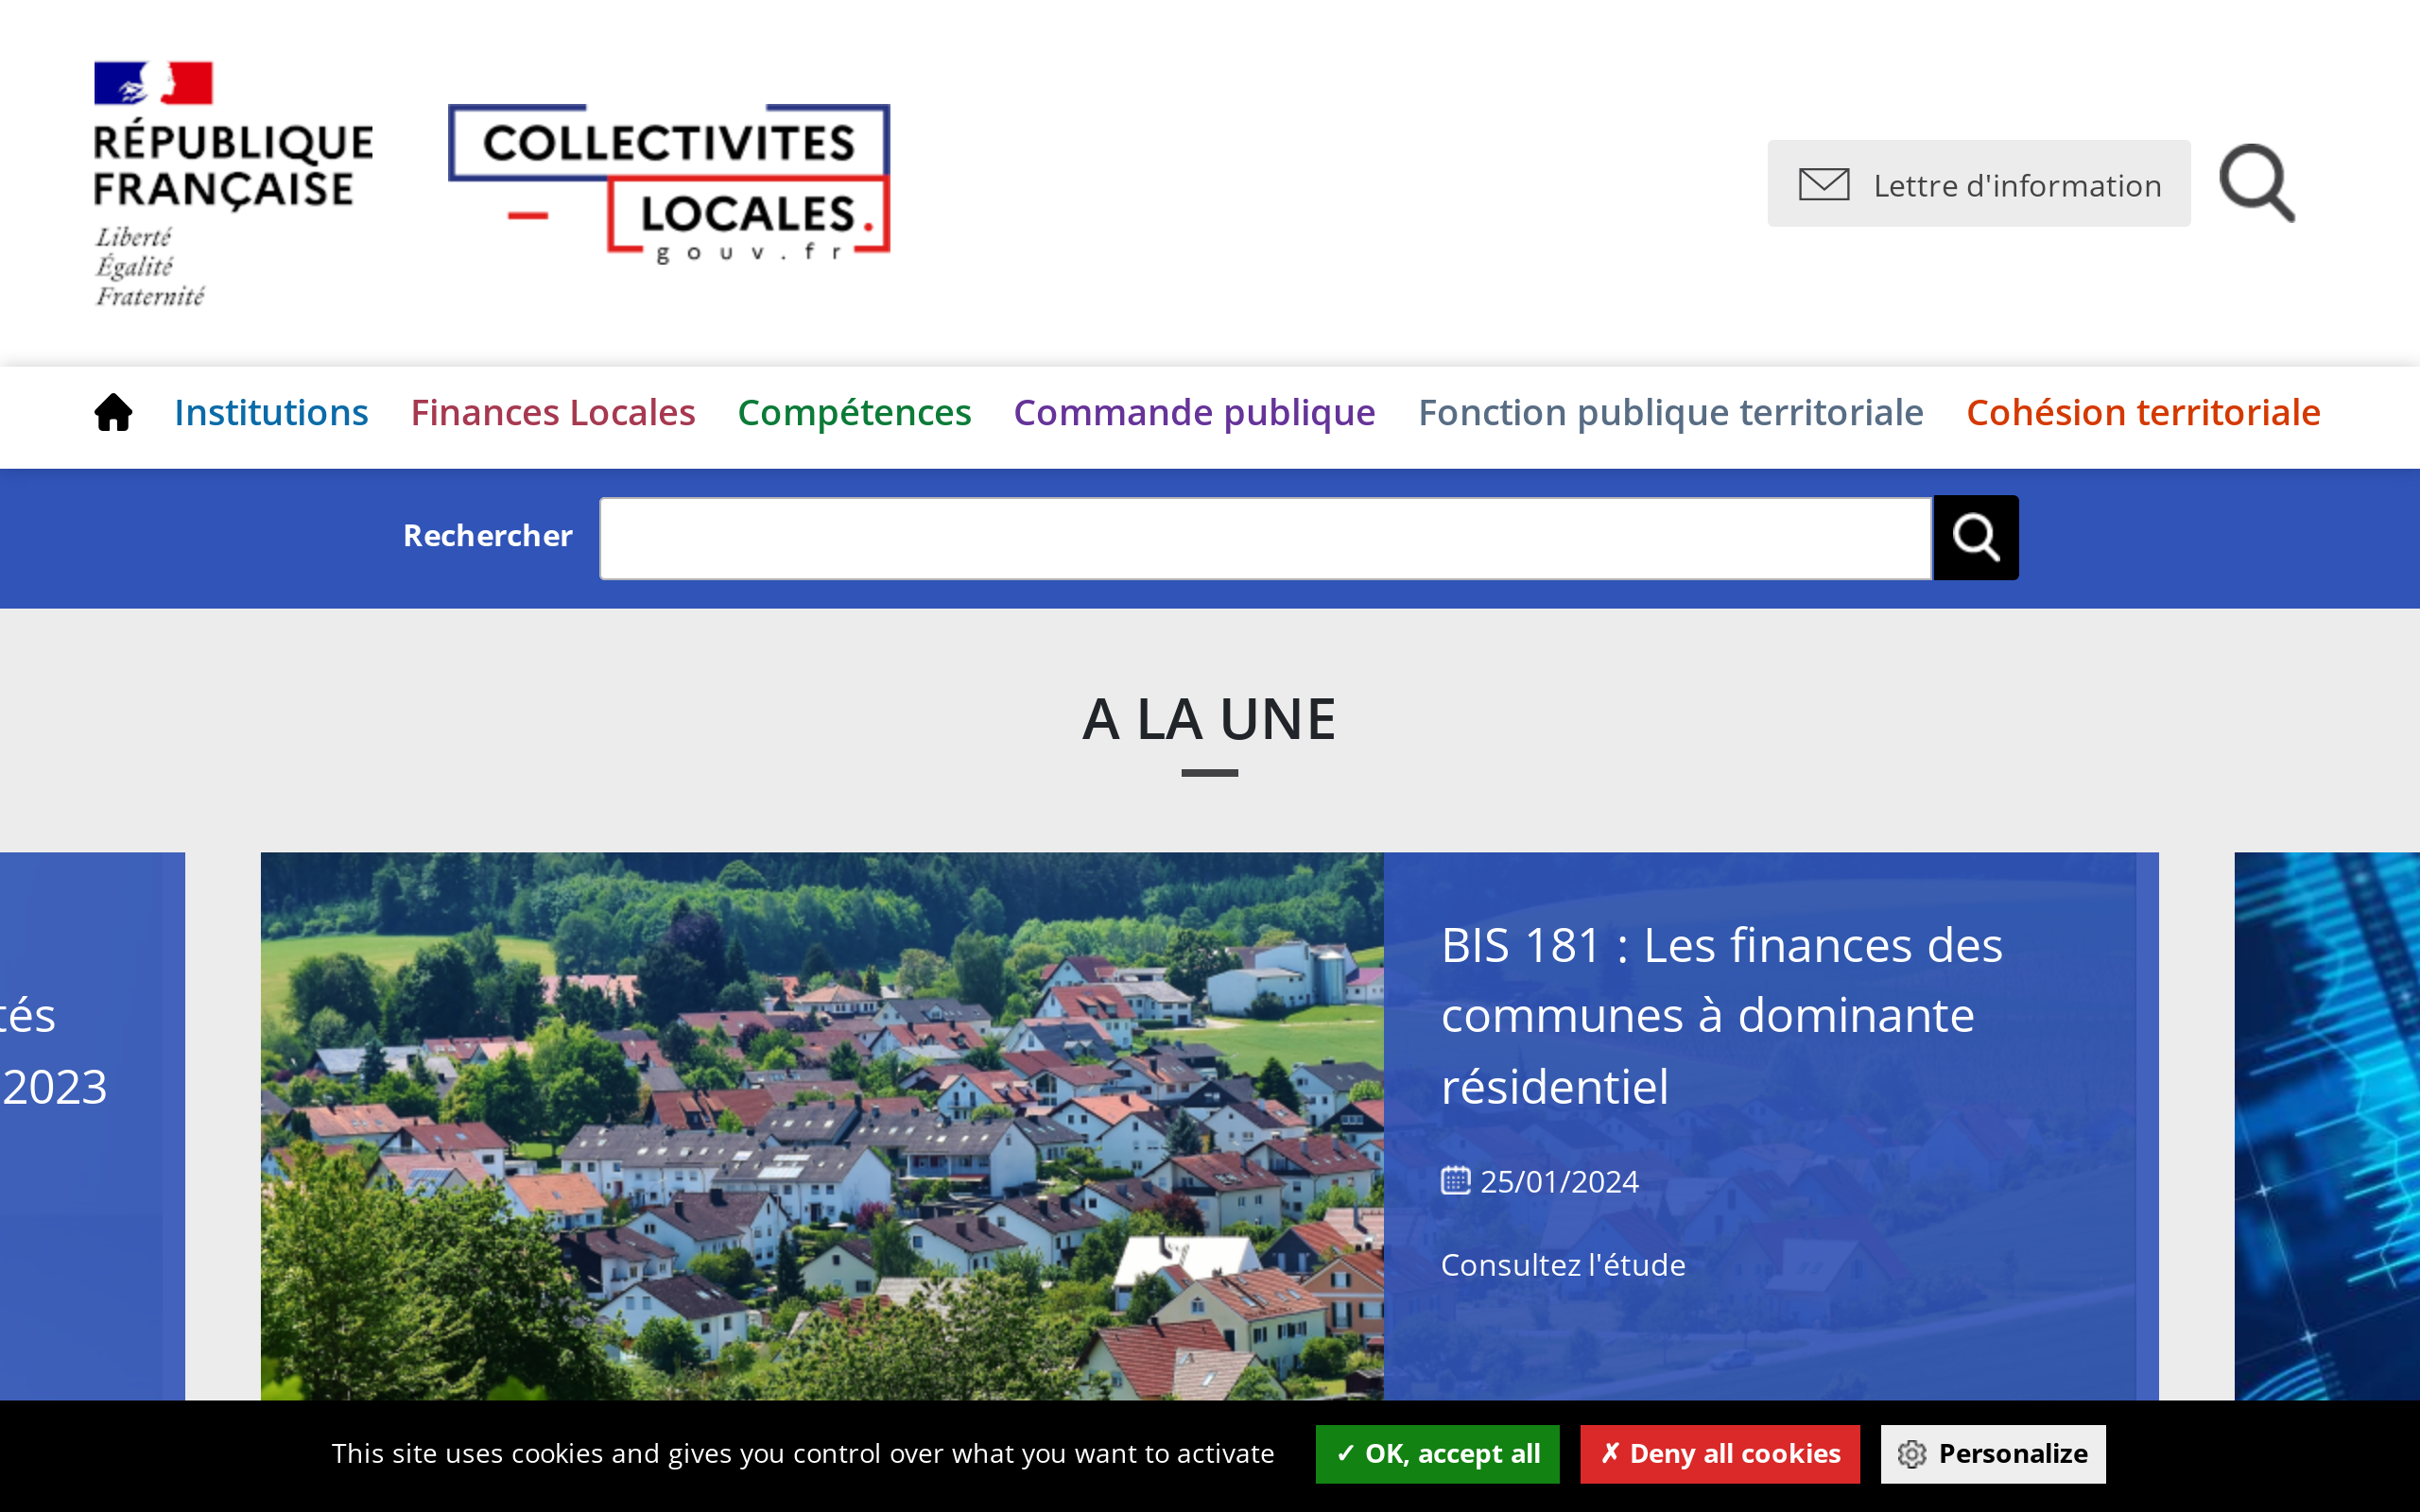 RÉPUBLIQUE
FRANÇAISE
Liberté
Égalité
Fraternité
COLLECTIVITES
LOCALES.
gouv.fr
Lettre d'information
Institutions Finances Locales Compétences Commande publique Fonction publique territoriale Cohésion territoriale
Rechercher
A LA UNE
2023
BIS 181 : Les finances des
communes à dominante
résidentiel
25/01/2024
Consultez l'étude
This site uses cookies and gives you control over what you want to activate ✓ OK, accept all ✗ Deny all cookies Personalize